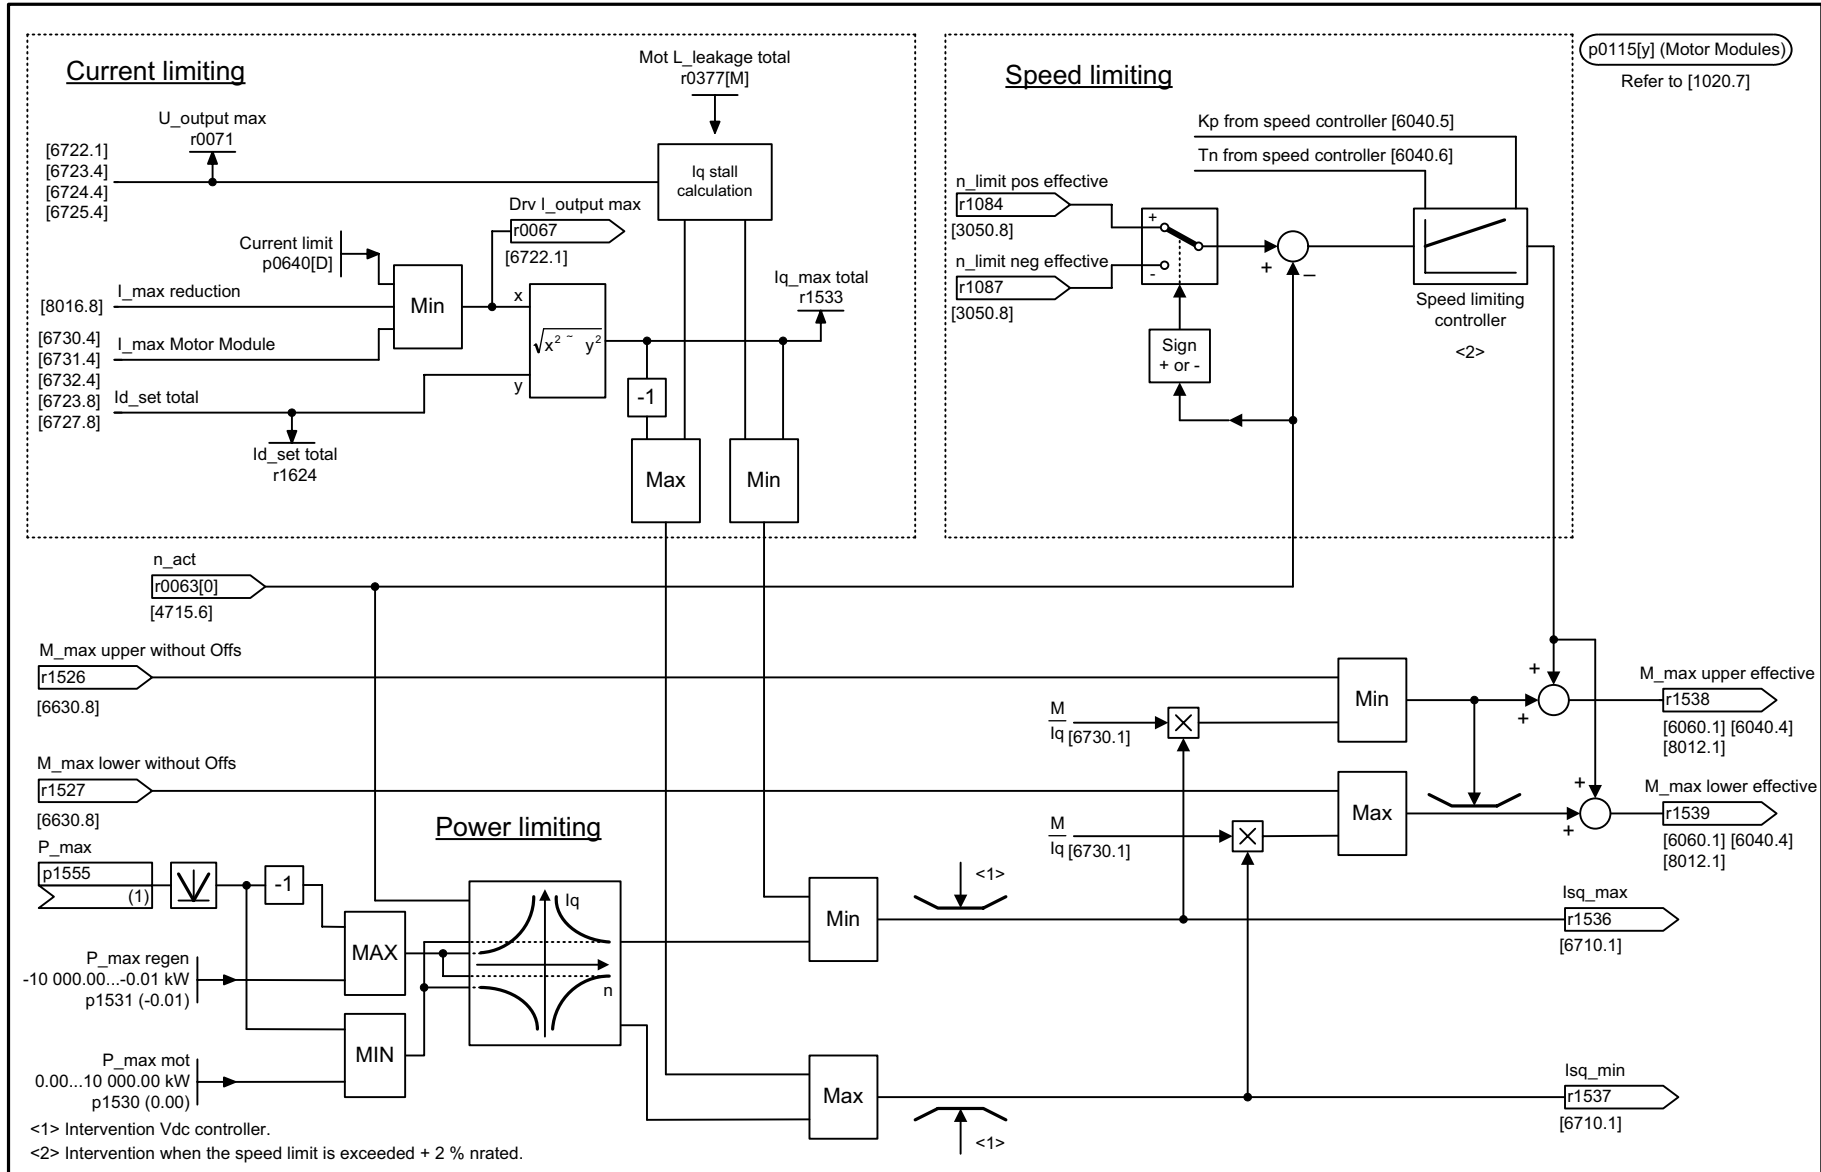 Current limiting
Mot L_leakage total
r0377[M]
U_output max
r0071
[6722.1]
[6723.4]
[6724.4]
[6725.4]
Iq stall
calculation
Drv I_output max
r0067
[6722.1]
Current limit
p0640[D]
Iq_max total
r1533
[8016.8]
I_max reduction
Min
x
√x² ~ y²
y
[6730.4]
[6731.4]
[6732.4]
[6723.8]
[6727.8]
I_max Motor Module
Id_set total
-1
Id_set total
r1624
Max
Min
Speed limiting
p0115[y] (Motor Modules)
Refer to [1020.7]
Kp from speed controller [6040.5]
Tn from speed controller [6040.6]
n_limit pos effective
r1084
[3050.8]
+
-
+
–
n_limit neg effective
r1087
[3050.8]
Sign
+ or -
Speed limiting
controller
<2>
n_act
r0063[0]
[4715.6]
M_max upper without Offs
r1526
[6630.8]
M
Iq
[6730.1]
×
Min
+
+
M_max upper effective
r1538
[6060.1] [6040.4]
[8012.1]
M_max lower without Offs
r1527
[6630.8]
M
Iq
[6730.1]
×
Max
+
+
M_max lower effective
r1539
[6060.1] [6040.4]
[8012.1]
Power limiting
P_max
p1555
(1)
-1
MAX
P_max regen
-10 000.00...-0.01 kW
p1531 (-0.01)
MIN
P_max mot
0.00...10 000.00 kW
p1530 (0.00)
Iq
n
Min
<1>
Isq_max
r1536
[6710.1]
Max
<1>
Isq_min
r1537
[6710.1]
<1> Intervention Vdc controller.
<2> Intervention when the speed limit is exceeded + 2 % nrated.